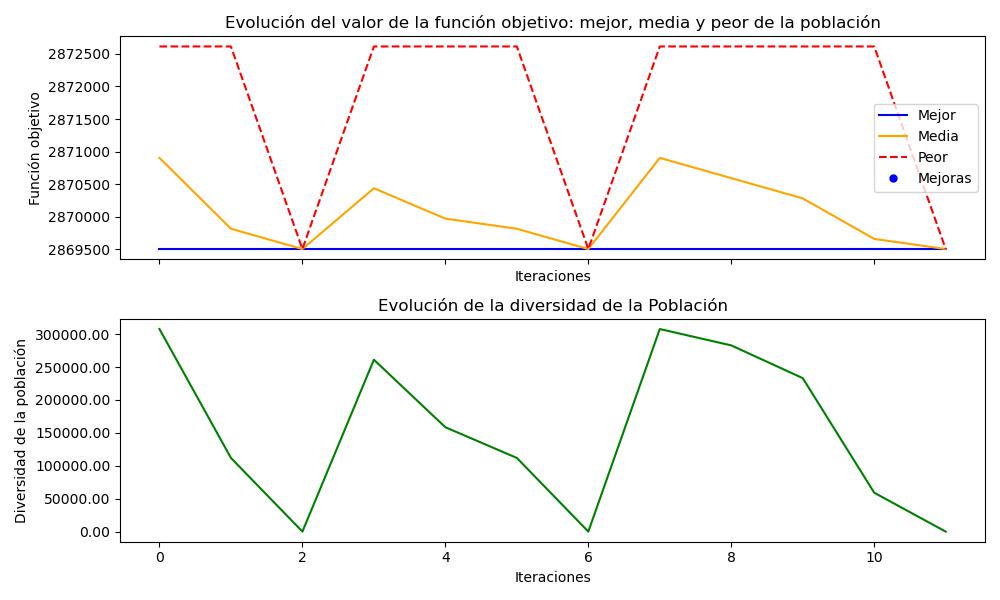 Evolución del valor de la función objetivo: mejor, media y peor de la población
Función objetivo
2872500
2872000
2871500
2871000
2870500
2870000
2869500
Mejor
Media
Peor
Mejoras
Iteraciones
Evolución de la diversidad de la Población
Diversidad de la población
300000.00
250000.00
200000.00
150000.00
100000.00
50000.00
0.00
0 2 4 6 8 10
Iteraciones